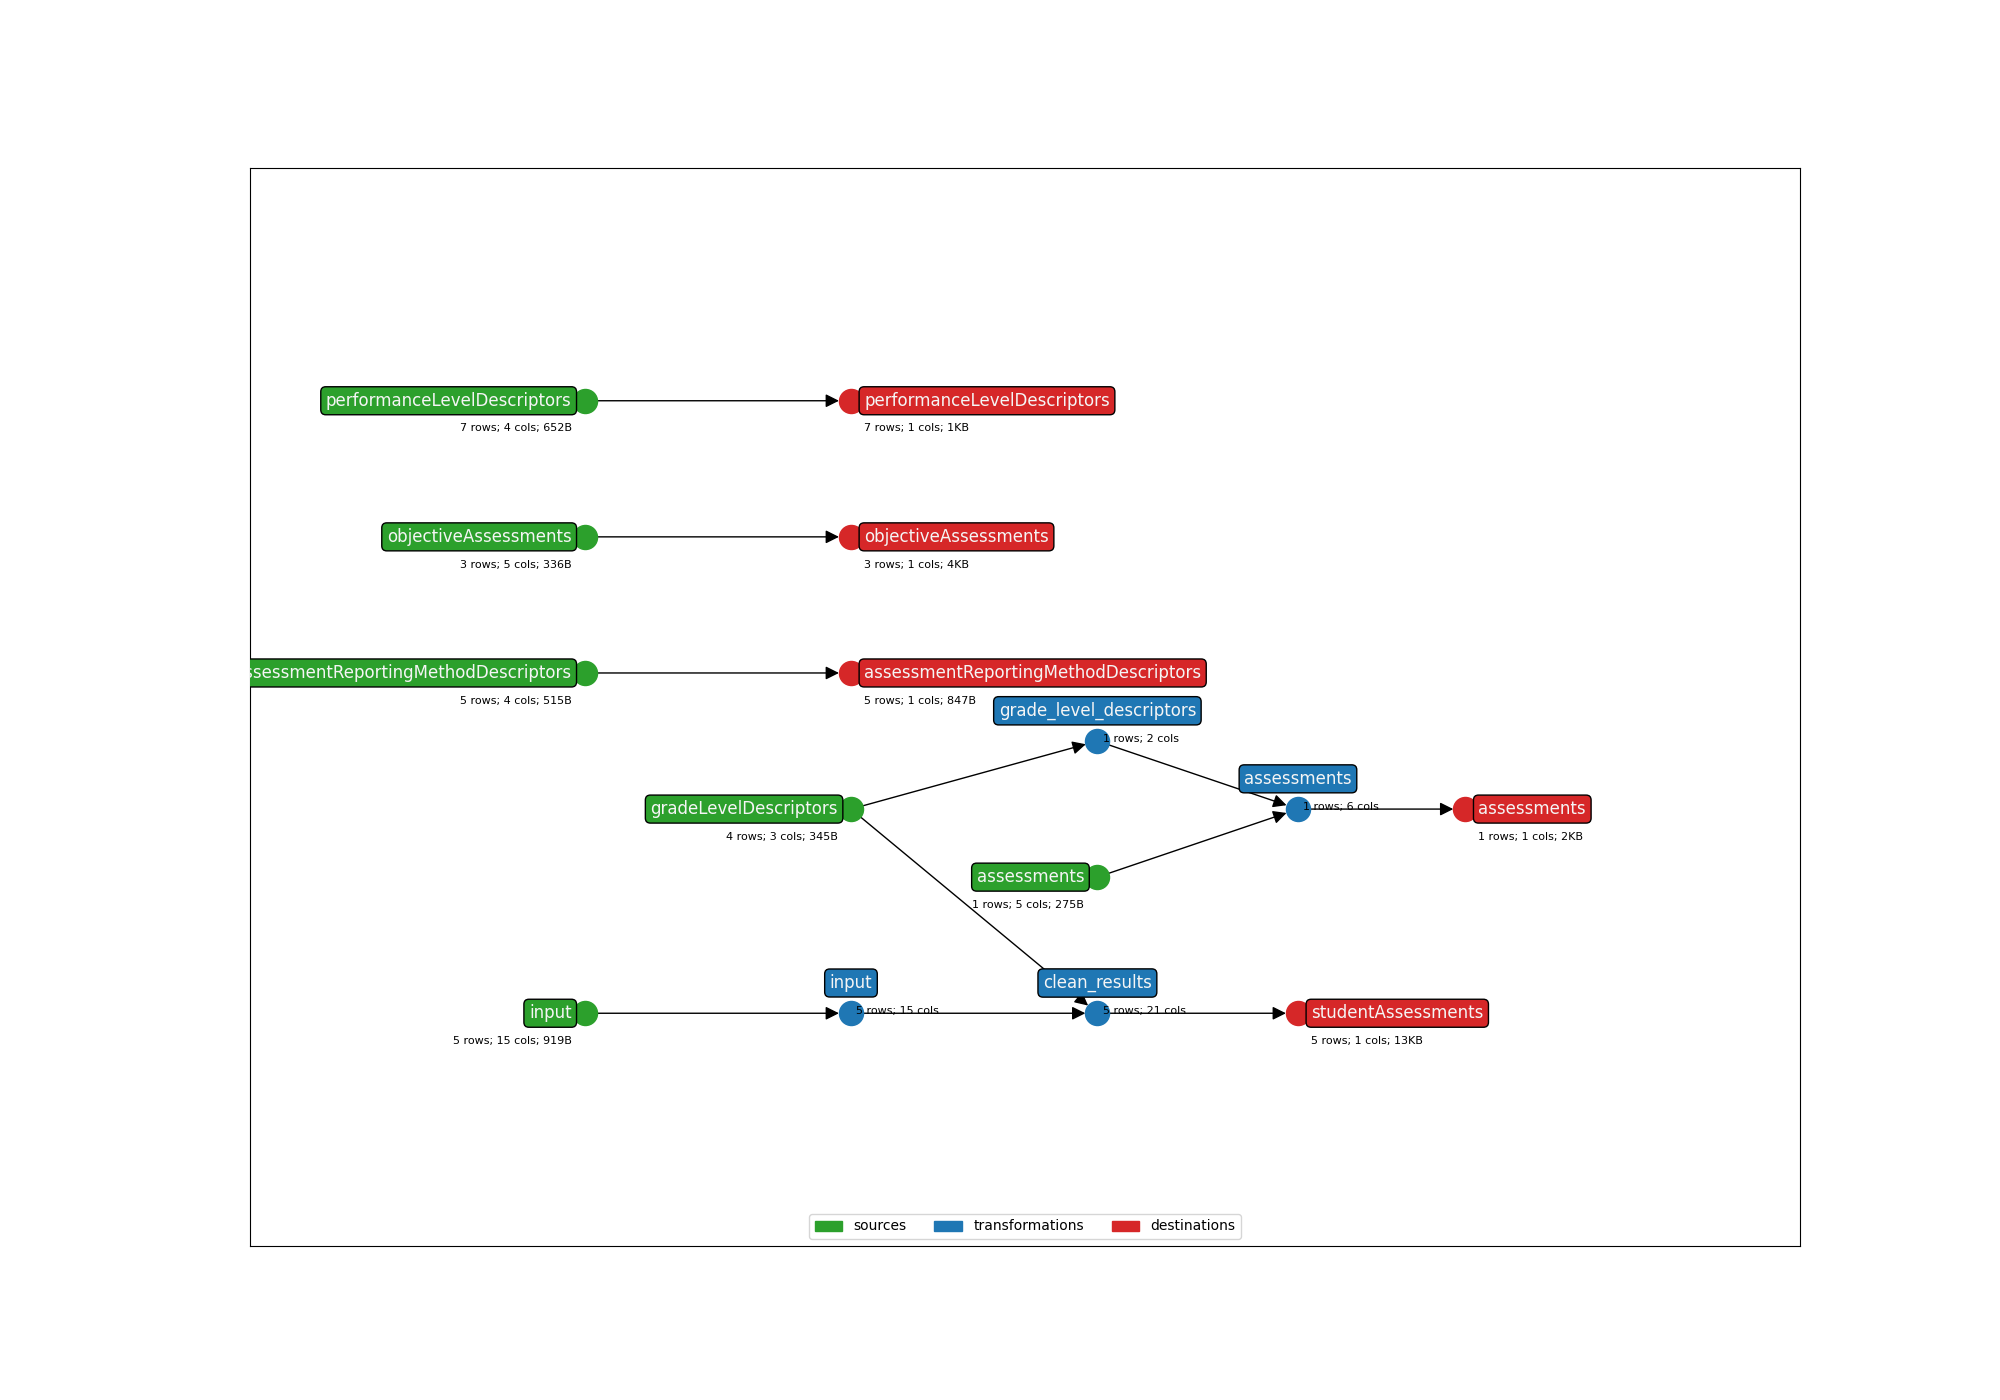 performanceLevelDescriptors
7 rows; 4 cols; 652B
performanceLevelDescriptors
7 rows; 1 cols; 1KB
objectiveAssessments
3 rows; 5 cols; 336B
objectiveAssessments
3 rows; 1 cols; 4KB
ssessmentReportingMethodDescriptors
5 rows; 4 cols; 515B
assessmentReportingMethodDescriptors
5 rows; 1 cols; 847B
grade_level_descriptors
1 rows; 2 cols
gradeLevelDescriptors
4 rows; 3 cols; 345B
assessments
1 rows; 6 cols
assessments
1 rows; 1 cols; 2KB
assessments
1 rows; 5 cols; 275B
input
5 rows; 15 cols; 919B
input
5 rows; 15 cols
clean_results
5 rows; 21 cols
studentAssessments
5 rows; 1 cols; 13KB
sources
transformations
destinations